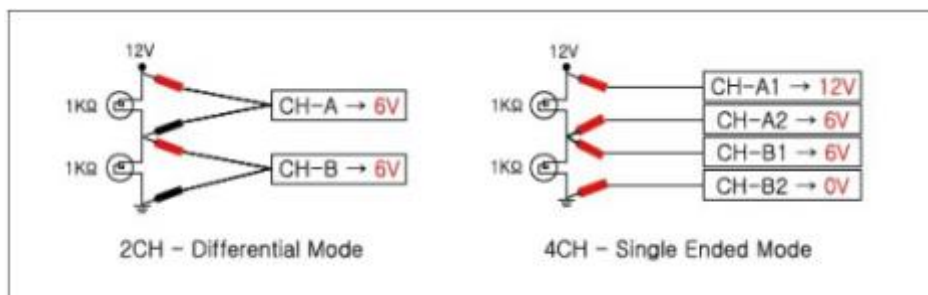 12V
1KΩ
CH-A → 6V
1KΩ
CH-B → 6V
2CH - Differential Mode
12V
1KΩ
1KΩ
CH-A1 → 12V
CH-A2 → 6V
CH-B1 → 6V
CH-B2 → 0V
4CH - Single Ended Mode